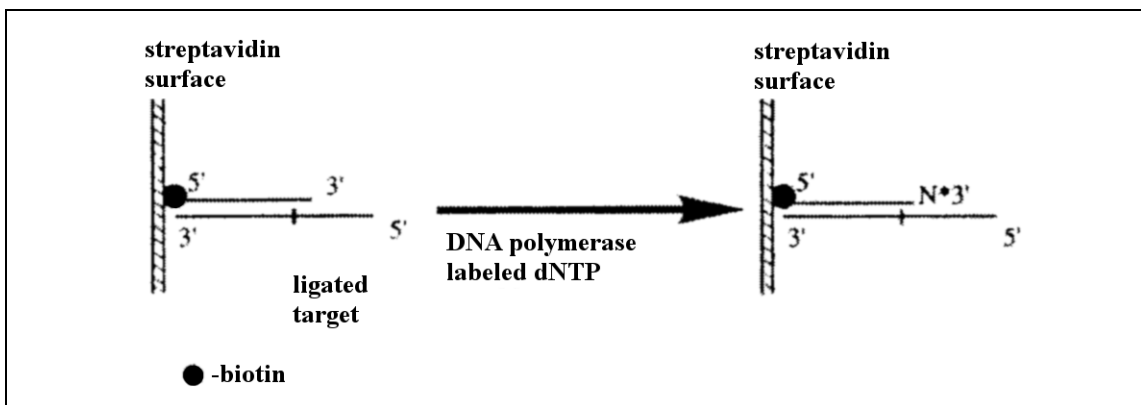 streptavidin
surface
5'
3'
3'
5'
ligated
target
-biotin
DNA polymerase
labeled dNTP
streptavidin
surface
5'
N*3'
3'
5'